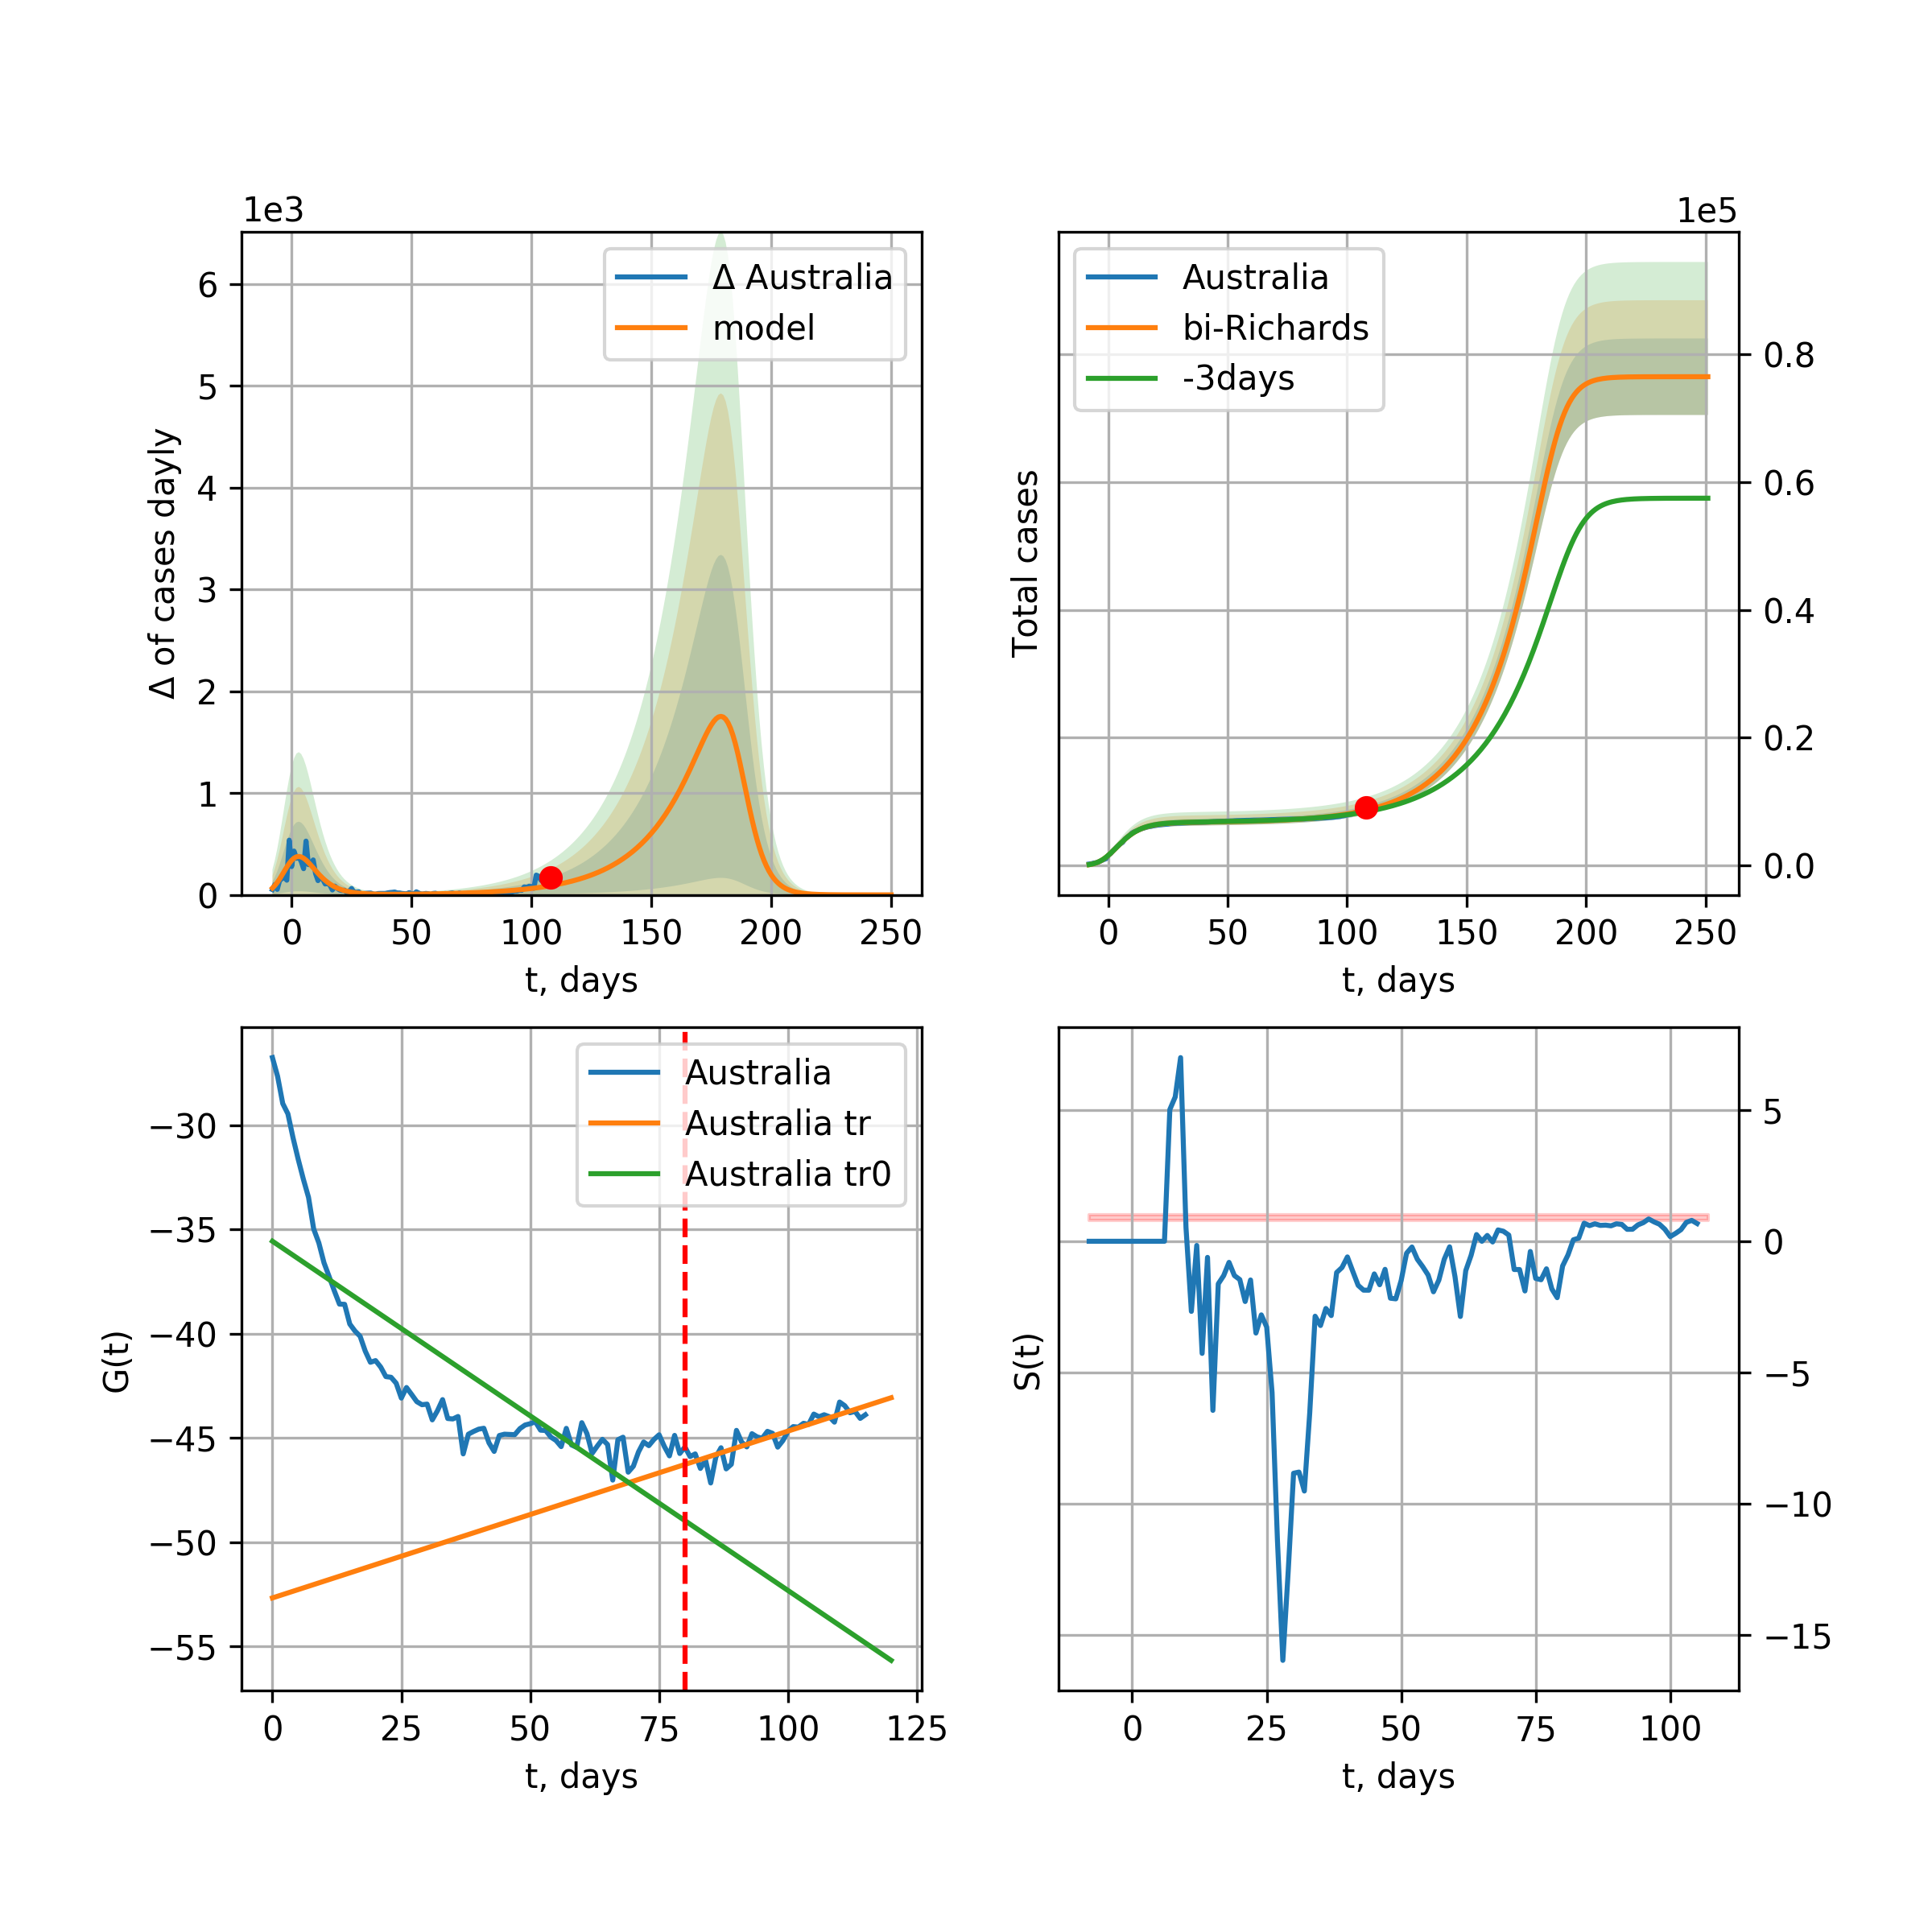 1e3
Δ of cases dayly
6
5
4
3
2
1
0
Δ Australia
model
0 50 100 150 200 250
t, days
1e5
Total cases
Australia
bi-Richards
-3days
0.8
0.6
0.4
0.2
0.0
0 50 100 150 200 250
t, days
G(t)
−30
−35
−40
−45
−50
−55
Australia
Australia tr
Australia tr0
0 25 50 75 100 125
t, days
S(t)
5
0
−5
−10
−15
0 25 50 75 100
t, days